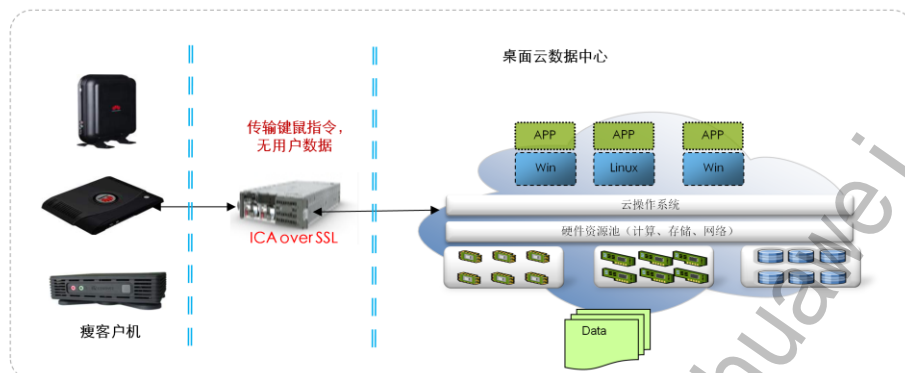 桌面云数据中心
传输键鼠指令，
无用户数据
APP
APP
APP
Win
Linux
Win
云操作系统
ICA over SSL
硬件资源池（计算、存储、网络）
瘦客户机
Data
huawei